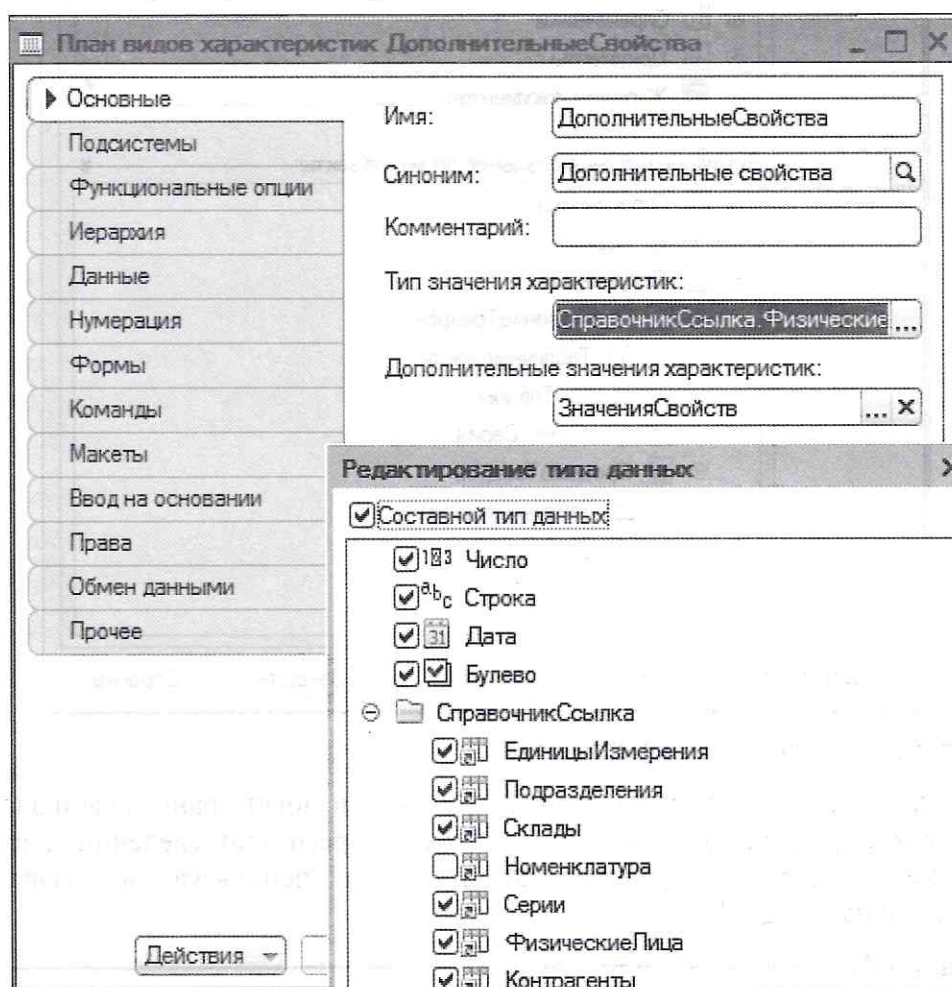 План видов характеристик ДополнительныеСвойства
Основные
Подсистемы
Функциональные опции
Иерархия
Данные
Нумерация
Формы
Команды
Макеты
Ввод на основании
Права
Обмен данными
Прочее
Имя: ДополнительныеСвойства
Синоним: Дополнительные свойства
Комментарий:
Тип значения характеристик:
СправочникСсылка.Физические ...
Дополнительные значения характеристик:
ЗначенияСвойств ...
Действия
Редактирование типа данных
Составной тип данных
Число
Строка
Дата
31
Булево
СправочникСсылка
ЕдиницыИзмерения
Подразделения
Склады
Номенклатура
Серии
ФизическиеЛица
Контрагенты